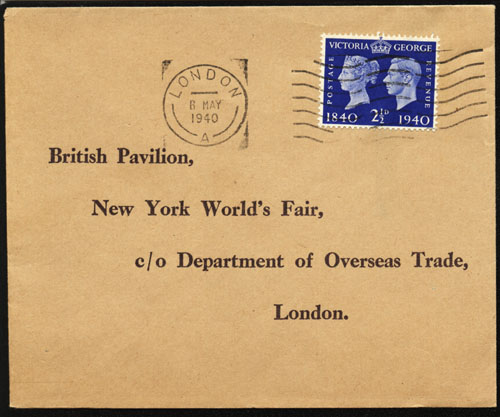 LONDON
8 MAY
1940
A
VICTORIA GEORGE
POSTAGE
REVENUE
1840 2½D 1940
British Pavilion,
New York World's Fair,
c/o Department of Overseas Trade,
London.